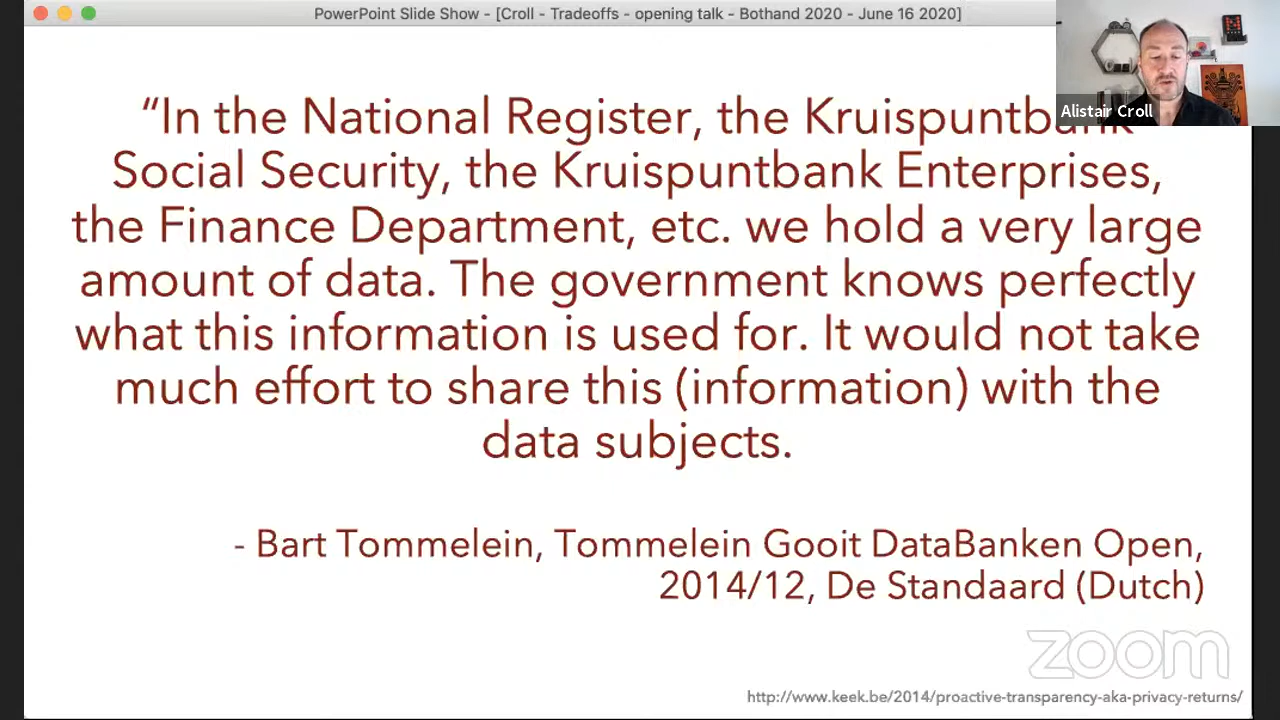 PowerPoint Slide Show - [Croll - Tradeoffs - opening talk - Bothand 2020 - June 16 2020]
Alistair Croll
“In the National Register, the Kruispuntbank
Social Security, the Kruispuntbank Enterprises,
the Finance Department, etc. we hold a very large
amount of data. The government knows perfectly
what this information is used for. It would not take
much effort to share this (information) with the
data subjects.
- Bart Tommelein, Tommelein Gooit DataBanken Open,
2014/12, De Standaard (Dutch)
zoom
http://www.keek.be/2014/proactive-transparency-aka-privacy-returns/